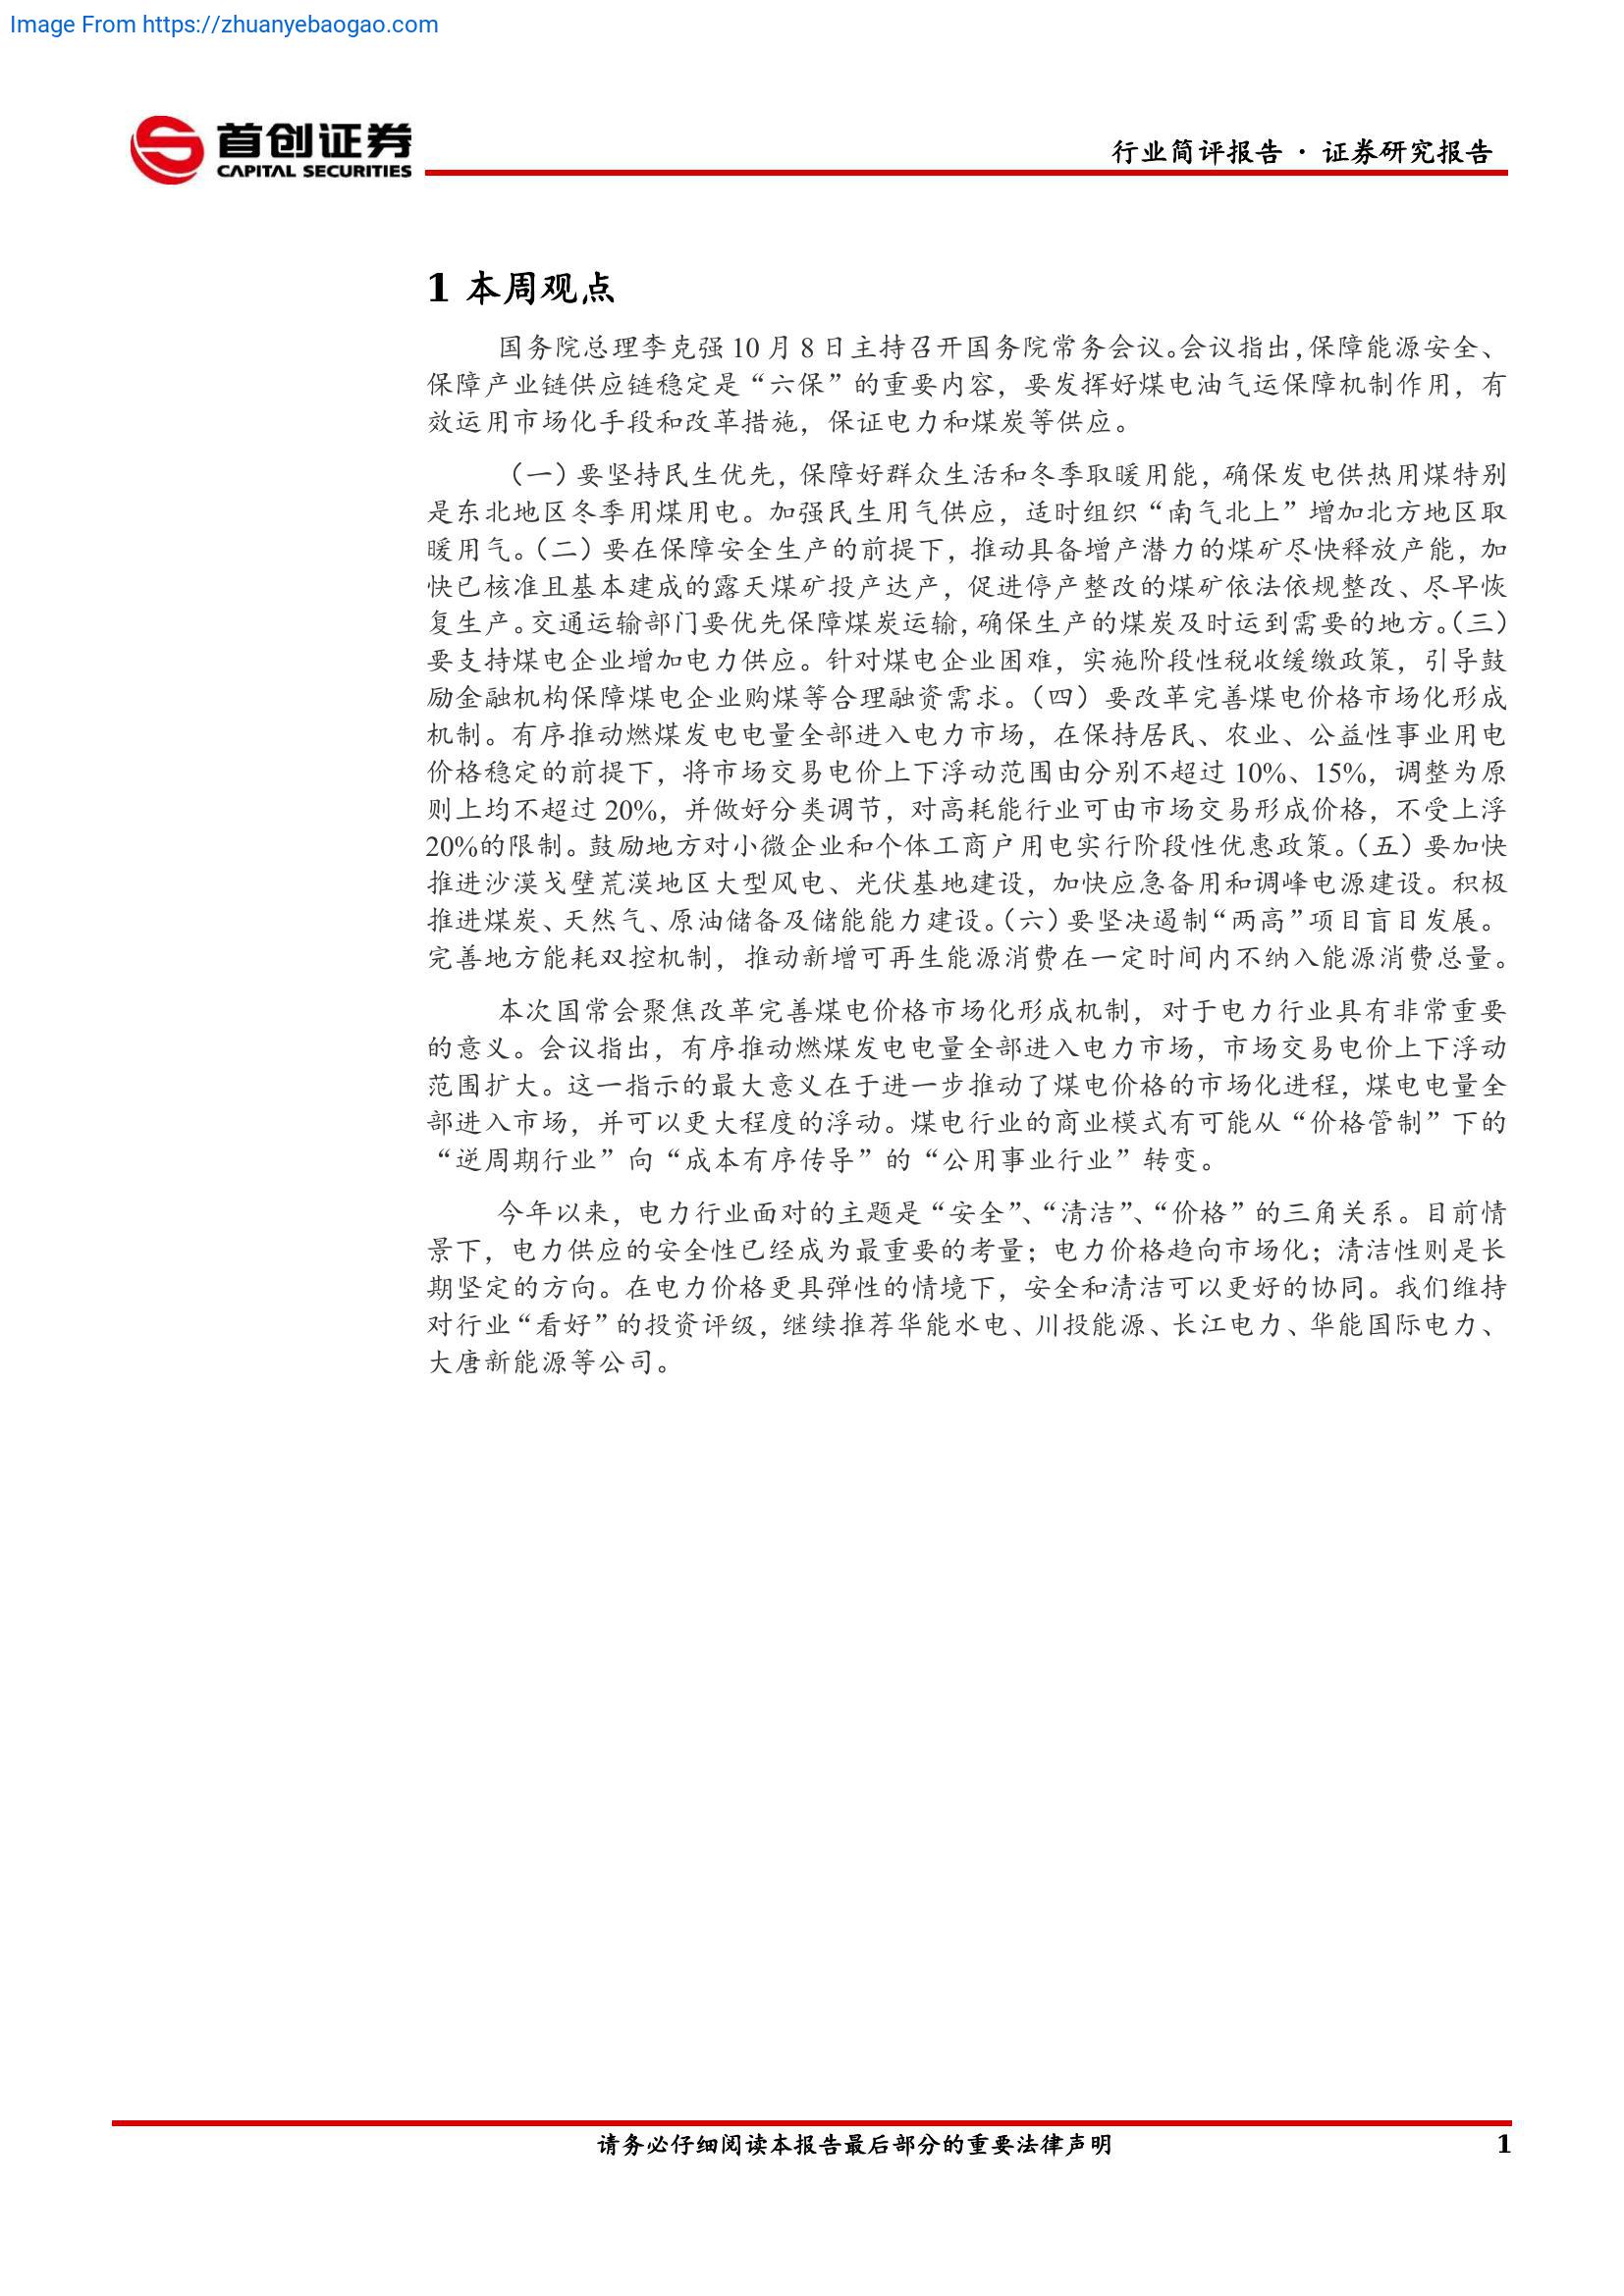 Image From https://zhuanyebaogao.com
首创证券
CAPITAL SECURITIES
行业简评报告 · 证券研究报告
1 本周观点
国务院总理李克强 10 月 8 日主持召开国务院常务会议。会议指出，保障能源安全、
保障产业链供应链稳定是“六保”的重要内容，要发挥好煤电油气运保障机制作用，有
效运用市场化手段和改革措施，保证电力和煤炭等供应。
（一）要坚持民生优先，保障好群众生活和冬季取暖用能，确保发电供热用煤特别
是东北地区冬季用煤用电。加强民生用气供应，适时组织“南气北上”增加北方地区取
暖用气。（二）要在保障安全生产的前提下，推动具备增产潜力的煤矿尽快释放产能，加
快已核准且基本建成的露天煤矿投产达产，促进停产整改的煤矿依法依规整改、尽早恢
复生产。交通运输部门要优先保障煤炭运输，确保生产的煤炭及时运到需要的地方。（三）
要支持煤电企业增加电力供应。针对煤电企业困难，实施阶段性税收缓缴政策，引导鼓
励金融机构保障煤电企业购煤等合理融资需求。（四）要改革完善煤电价格市场化形成
机制。有序推动燃煤发电电量全部进入电力市场，在保持居民、农业、公益性事业用电
价格稳定的前提下，将市场交易电价上下浮动范围由分别不超过 10%、15%，调整为原
则上均不超过 20%，并做好分类调节，对高耗能行业可由市场交易形成价格，不受上浮
20%的限制。鼓励地方对小微企业和个体工商户用电实行阶段性优惠政策。（五）要加快
推进沙漠戈壁荒漠地区大型风电、光伏基地建设，加快应急备用和调峰电源建设。积极
推进煤炭、天然气、原油储备及储能能力建设。（六）要坚决遏制“两高”项目盲目发展。
完善地方能耗双控机制，推动新增可再生能源消费在一定时间内不纳入能源消费总量。
本次国常会聚焦改革完善煤电价格市场化形成机制，对于电力行业具有非常重要
的意义。会议指出，有序推动燃煤发电电量全部进入电力市场，市场交易电价上下浮动
范围扩大。这一指示的最大意义在于进一步推动了煤电价格的市场化进程，煤电电量全
部进入市场，并可以更大程度的浮动。煤电行业的商业模式有可能从“价格管制”下的
“逆周期行业”向“成本有序传导”的“公用事业行业”转变。
今年以来，电力行业面对的主题是“安全”、“清洁”、“价格”的三角关系。目前情
景下，电力供应的安全性已经成为最重要的考量；电力价格趋向市场化；清洁性则是长
期坚定的方向。在电力价格更具弹性的情境下，安全和清洁可以更好的协同。我们维持
对行业“看好”的投资评级，继续推荐华能水电、川投能源、长江电力、华能国际电力、
大唐新能源等公司。
请务必仔细阅读本报告最后部分的重要法律声明
1